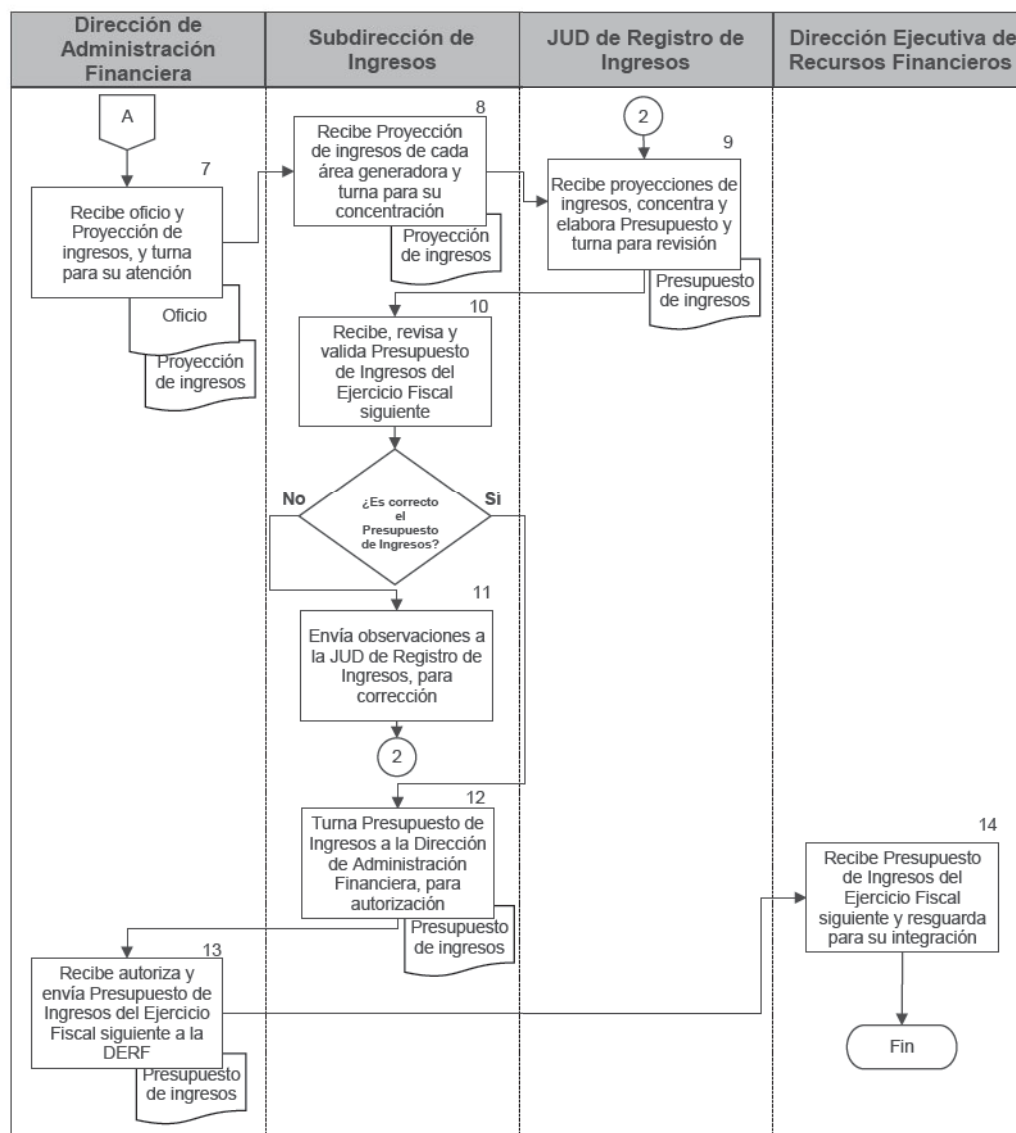 Dirección de
Administración
Financiera
Subdirección de
Ingresos
JUD de Registro de
Ingresos
Dirección Ejecutiva de
Recursos Financieros
A
7
Recibe oficio y
Proyección de
ingresos, y turna
para su atención
Oficio
Proyección
de ingresos
8
Recibe Proyección
de ingresos de cada
área generadora y
turna para su
concentración
Proyección
de ingresos
2
9
Recibe proyecciones de
ingresos, concentra y
elabora Presupuesto y
turna para revisión
Presupuesto
de ingresos
10
Recibe, revisa y
valida Presupuesto
de Ingresos del
Ejercicio Fiscal
siguiente
No
Si
¿Es correcto
el
Presupuesto
de Ingresos?
11
Envía observaciones a
la JUD de Registro de
Ingresos, para
corrección
2
12
Turna Presupuesto de
Ingresos a la Dirección
de Administración
Financiera, para
autorización
Presupuesto
de ingresos
13
Recibe autoriza y
envía Presupuesto de
Ingresos del Ejercicio
Fiscal siguiente a la
DERF
Presupuesto
de ingresos
14
Recibe Presupuesto
de Ingresos del
Ejercicio Fiscal
siguiente y resguarda
para su integración
Fin